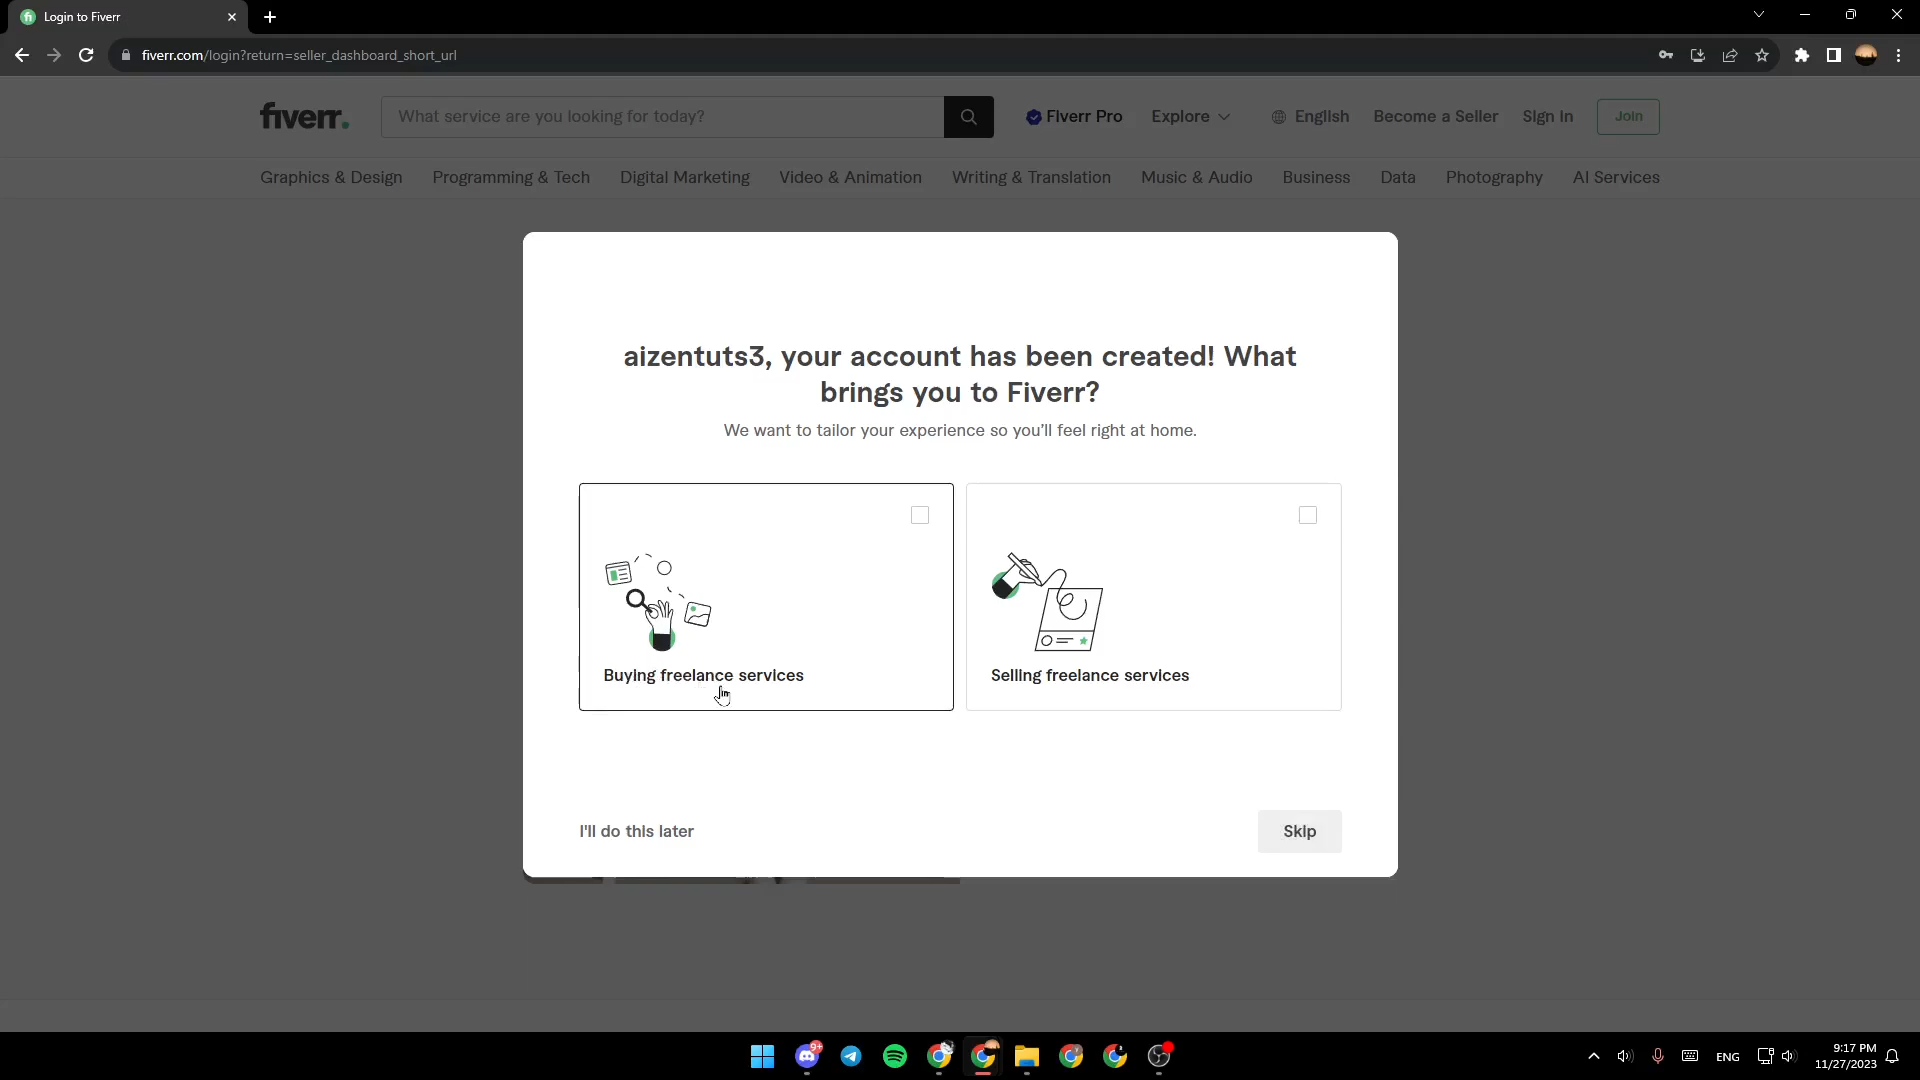 Login to Fiverr
fiverr.com/login?return=seller_dashboard_short_url
fiverr.
What service are you looking for today?
Fiverr Pro
Explore
English
Become a Seller
Sign in
Join
Graphics & Design
Programming & Tech
Digital Marketing
Video & Animation
Writing & Translation
Music & Audio
Business
Data
Photography
AI Services
aizentuts3, your account has been created! What
brings you to Fiverr?
We want to tailor your experience so you'll feel right at home.
Buying freelance services
Selling freelance services
I'll do this later
Skip
9+
ENG
9:17 PM
11/27/2023